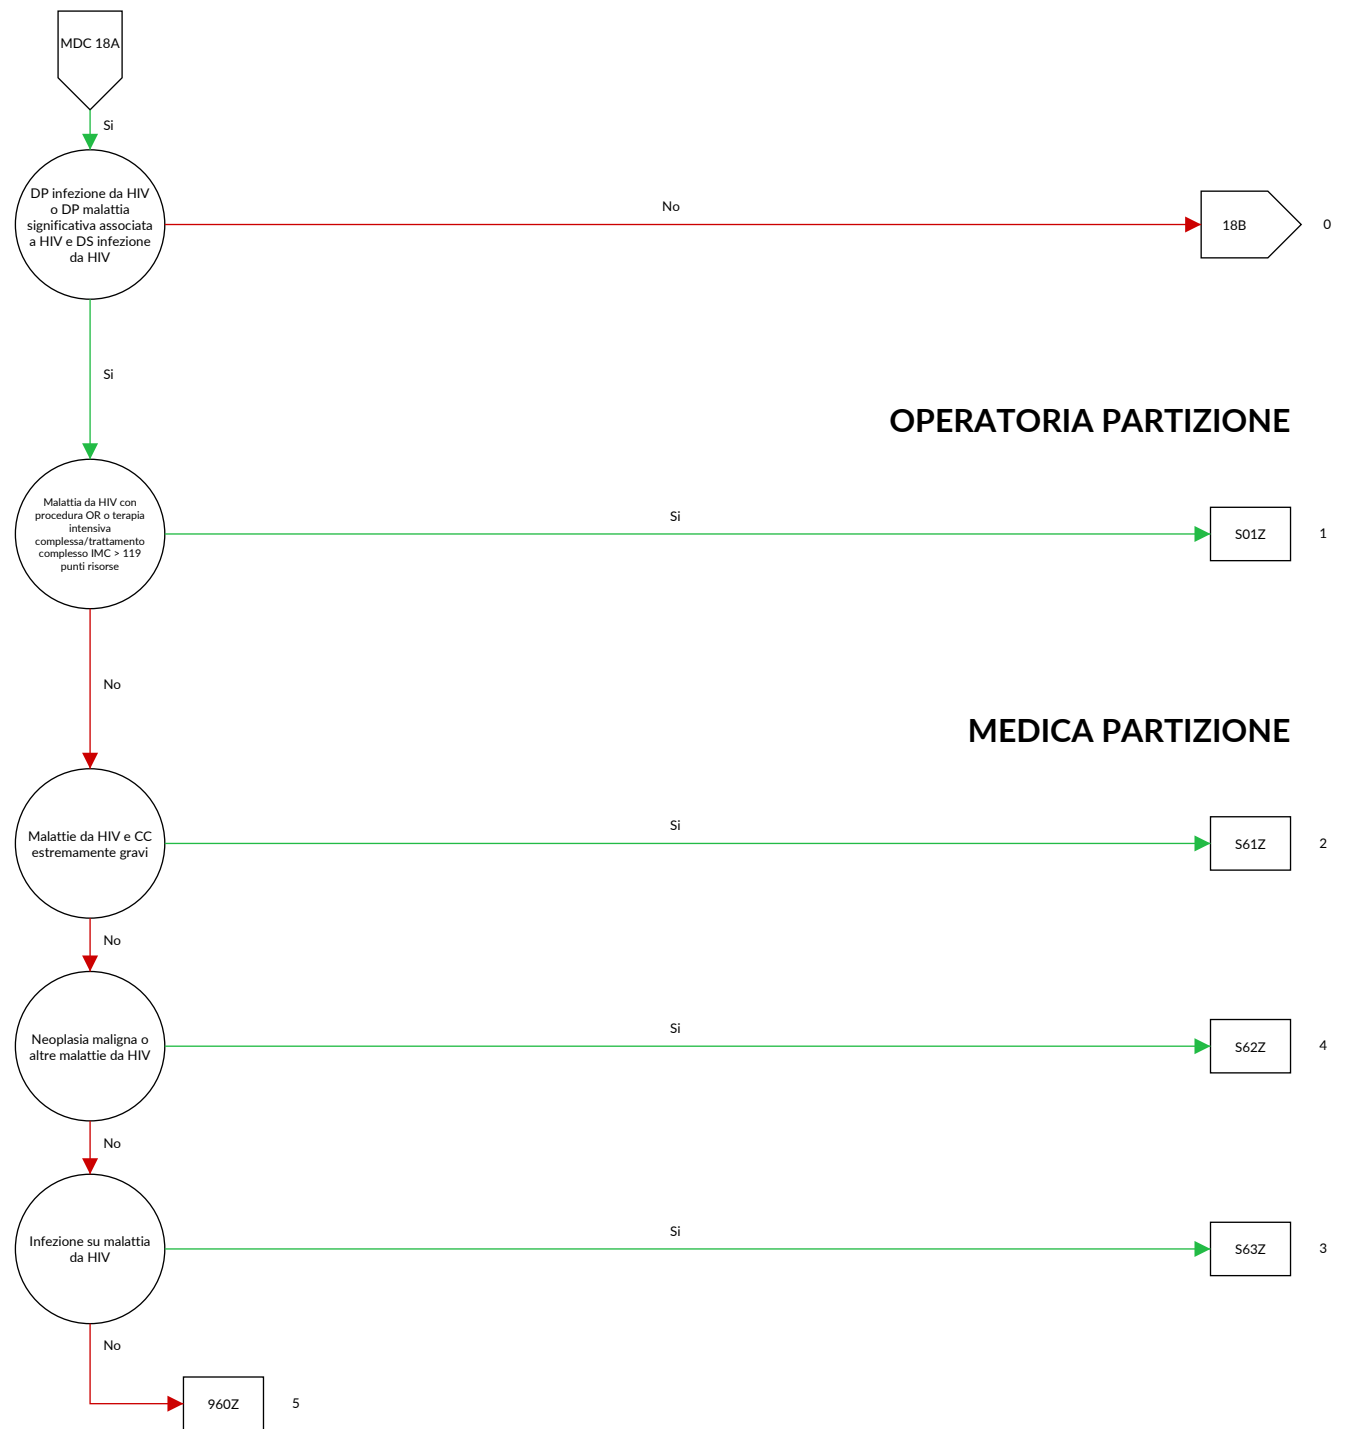 MDC 18A
Si
DP infezione da HIV
o DP malattia
significativa associata
a HIV e DS infezione
da HIV
No
18B
0
Si
OPERATORIA PARTIZIONE
Malattia da HIV con
procedura OR o terapia
intensiva
complessa/trattamento
complesso IMC > 119
punti risorse
Si
S01Z
1
No
MEDICA PARTIZIONE
Malattie da HIV e CC
estremamente gravi
Si
S61Z
2
No
Neoplasia maligna o
altre malattie da HIV
Si
S62Z
4
No
Infezione su malattia
da HIV
Si
S63Z
3
No
960Z
5